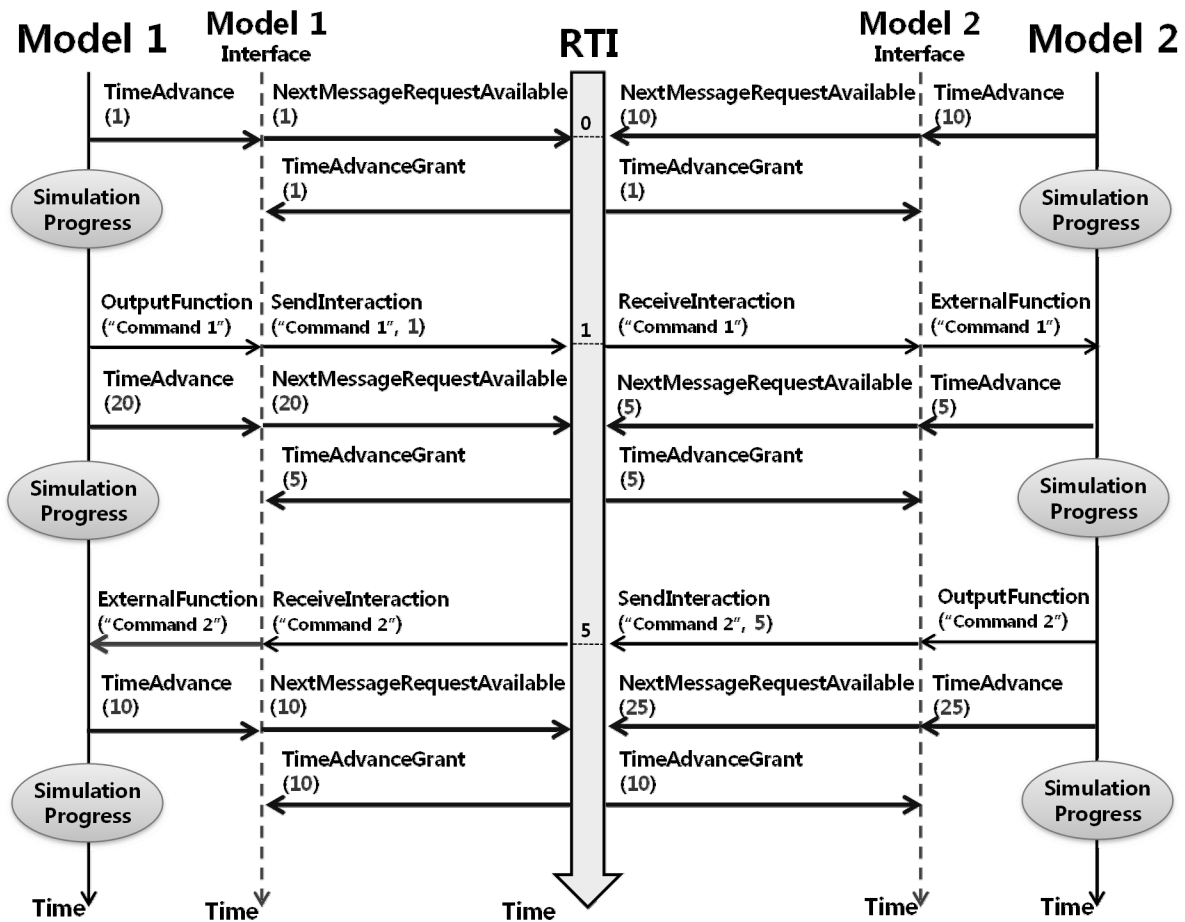 Model 1
Model 1
Interface
RTI
Model 2
Interface
Model 2
TimeAdvance
(1)
NextMessageRequestAvailable
(1)
0
NextMessageRequestAvailable
(10)
TimeAdvance
(10)
TimeAdvanceGrant
(1)
TimeAdvanceGrant
(1)
Simulation
Progress
Simulation
Progress
OutputFunction
(“Command 1”)
SendInteraction
(“Command 1”, 1)
1
ReceiveInteraction
(“Command 1”)
ExternalFunction
(“Command 1”)
TimeAdvance
(20)
NextMessageRequestAvailable
(20)
NextMessageRequestAvailable
(5)
TimeAdvance
(5)
TimeAdvanceGrant
(5)
TimeAdvanceGrant
(5)
Simulation
Progress
Simulation
Progress
ExternalFunction
(“Command 2”)
ReceiveInteraction
(“Command 2”)
5
SendInteraction
(“Command 2”, 5)
OutputFunction
(“Command 2”)
TimeAdvance
(10)
NextMessageRequestAvailable
(10)
NextMessageRequestAvailable
(25)
TimeAdvance
(25)
TimeAdvanceGrant
(10)
TimeAdvanceGrant
(10)
Simulation
Progress
Simulation
Progress
Time
Time
Time
Time
Time